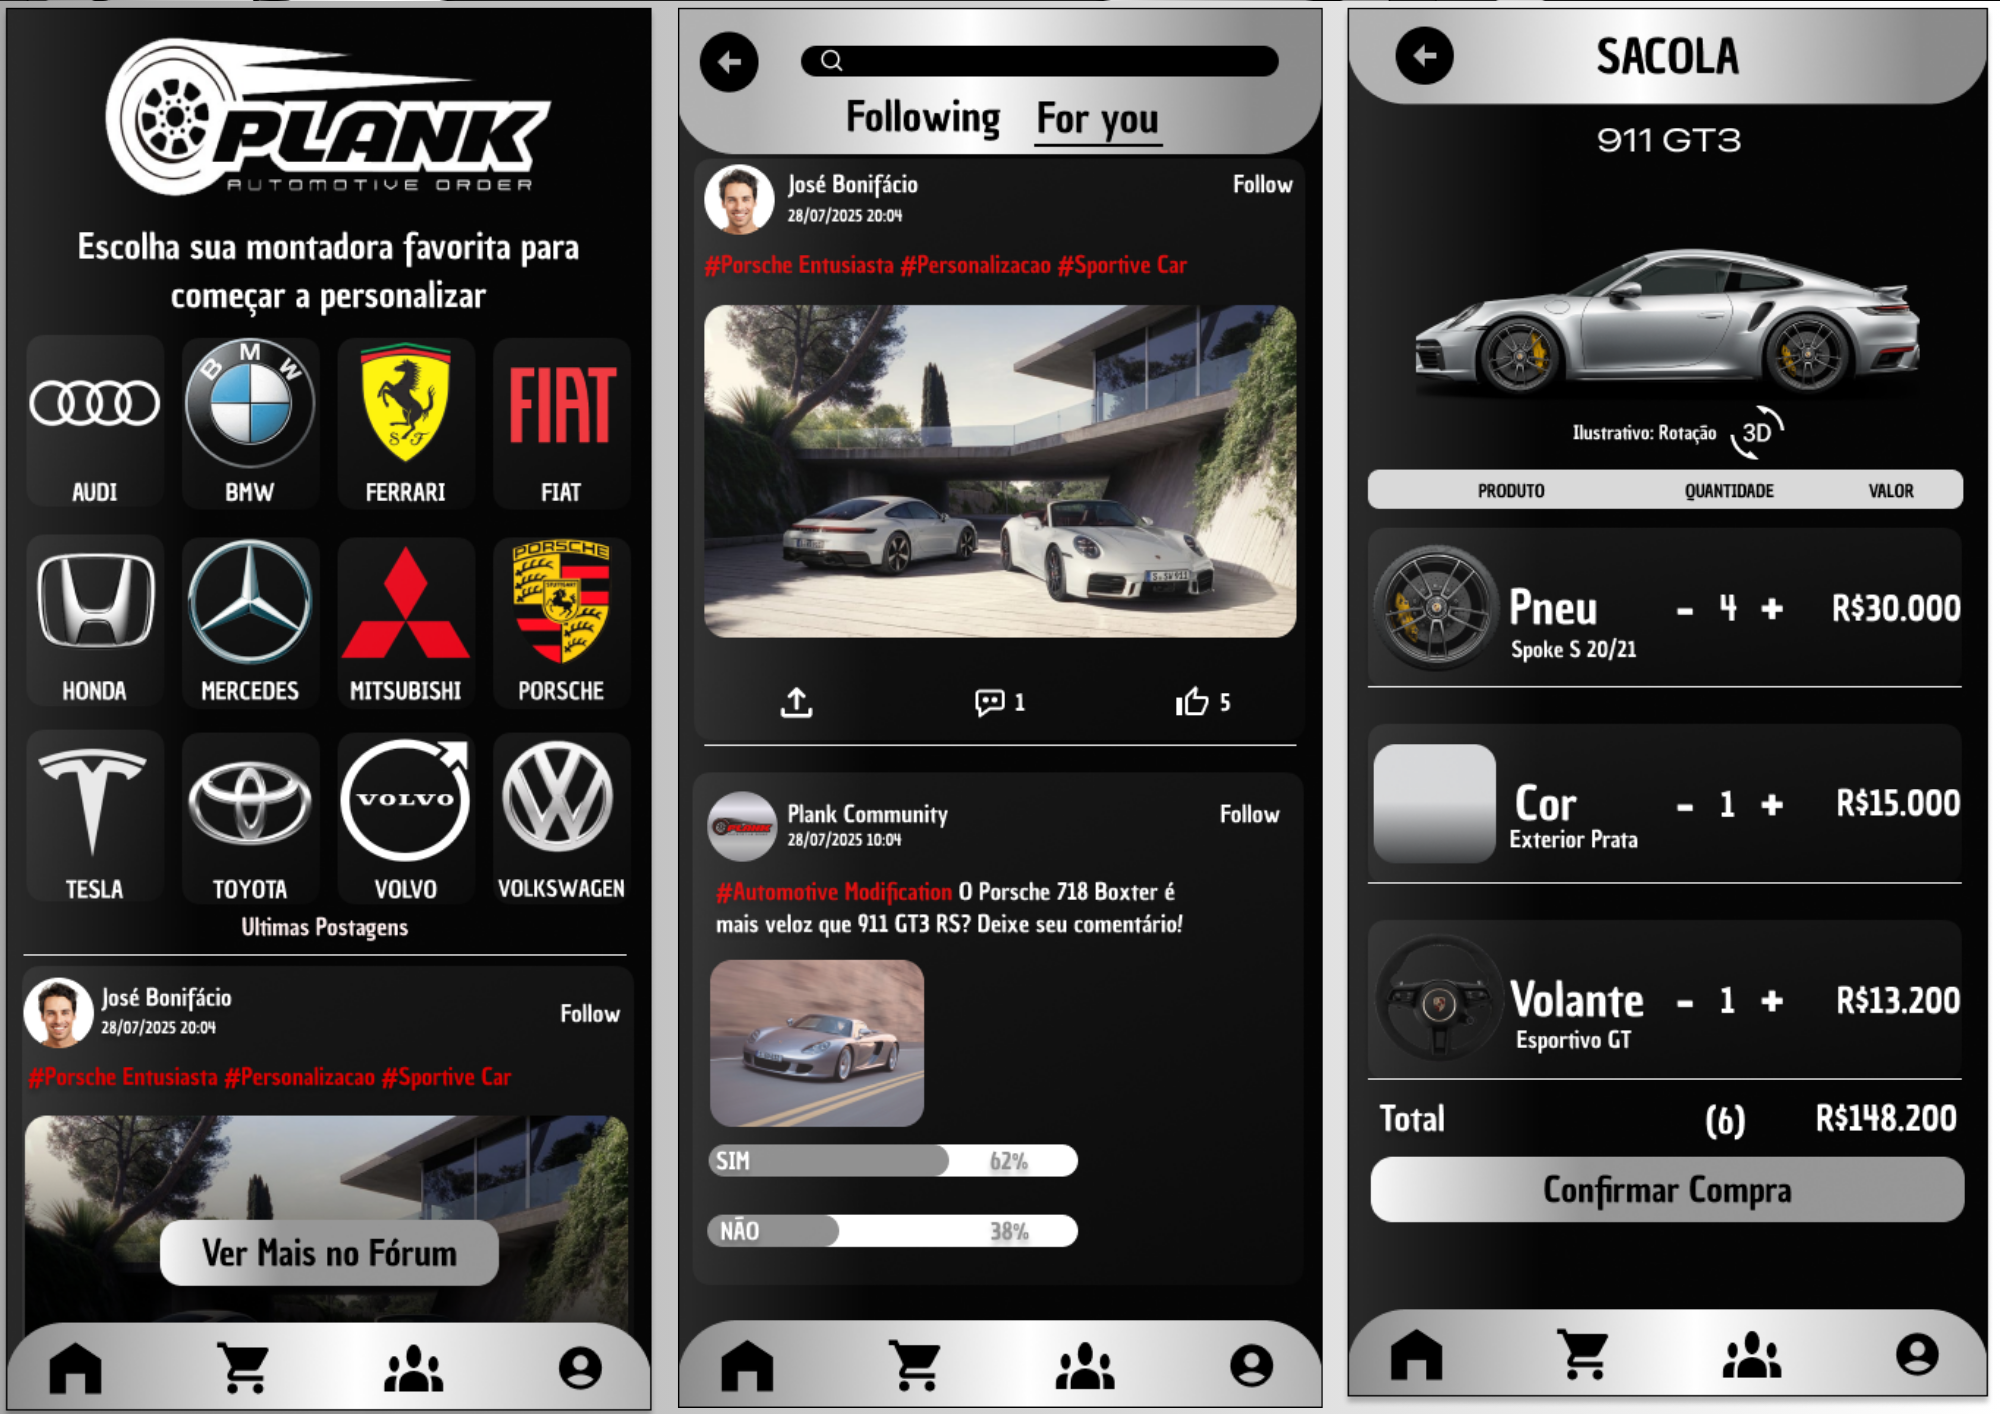 PLANK
AUTOMOTIVE ORDER
Escolha sua montadora favorita para
começar a personalizar
BMW
S F
FIAT
AUDI
BMW
FERRARI
FIAT
PORSCHE
HONDA
MERCEDES
MITSUBISHI
PORSCHE
VOLVO
TESLA
TOYOTA
VOLVO
VOLKSWAGEN
Ultimas Postagens
José Bonifácio
28/07/2025 20:04
Follow
#Porsche Entusiasta #Personalizacao #Sportive Car
Ver Mais no Fórum
Following For you
José Bonifácio
28/07/2025 20:04
Follow
#Porsche Entusiasta #Personalizacao #Sportive Car
1
5
Plank Community
28/07/2025 10:04
Follow
PLANK
#Automotive Modification O Porsche 718 Boxter é
mais veloz que 911 GT3 RS? Deixe seu comentário!
SIM 62%
NÃO 38%
SACOLA
911 GT3
Ilustrativo: Rotação 3D
PRODUTO QUANTIDADE VALOR
Pneu - 4 + R$30.000
Spoke S 20/21
Cor - 1 + R$15.000
Exterior Prata
Volante - 1 + R$13.200
Esportivo GT
Total (6) R$148.200
Confirmar Compra